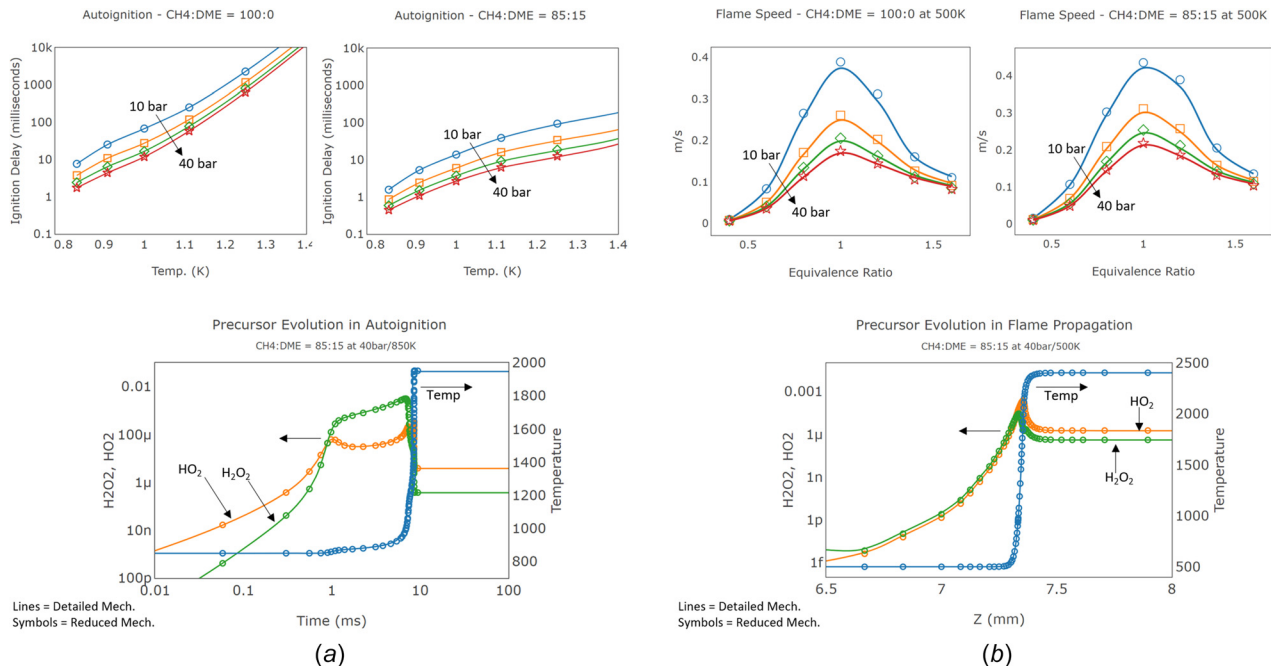 Autoignition - CH4:DME = 100:0
Autoignition - CH4:DME = 85:15
Flame Speed - CH4:DME = 100:0 at 500K
Flame Speed - CH4:DME = 85:15 at 500K
Ignition Delay (milliseconds)
10k
1000
100
10
1
0.1
10 bar
40 bar
0.8
0.9
1
1.1
1.2
1.3
1.4
Temp. (K)
Ignition Delay (milliseconds)
10k
1000
100
10
1
0.1
10 bar
40 bar
0.8
0.9
1
1.1
1.2
1.3
1.4
Temp. (K)
m/s
0.4
0.3
0.2
0.1
0
10 bar
40 bar
0.5
1
1.5
Equivalence Ratio
m/s
0.4
0.3
0.2
0.1
0
10 bar
40 bar
0.5
1
1.5
Equivalence Ratio
Precursor Evolution in Autoignition
CH4:DME = 85:15 at 40bar/850K
H2O2, HO2
0.01
100µ
1µ
10n
100p
HO₂
H₂O₂
Temp
2000
1800
1600
1400
1200
1000
800
Temperature
0.01
0.1
1
10
100
Time (ms)
Lines = Detailed Mech.
Symbols = Reduced Mech.
(a)
Precursor Evolution in Flame Propagation
CH4:DME = 85:15 at 40bar/500K
H2O2, HO2
0.001
1µ
1n
1p
1f
Temp
HO₂
H₂O₂
2500
2000
1500
1000
500
Temperature
6.5
7
7.5
8
Z (mm)
Lines = Detailed Mech.
Symbols = Reduced Mech.
(b)